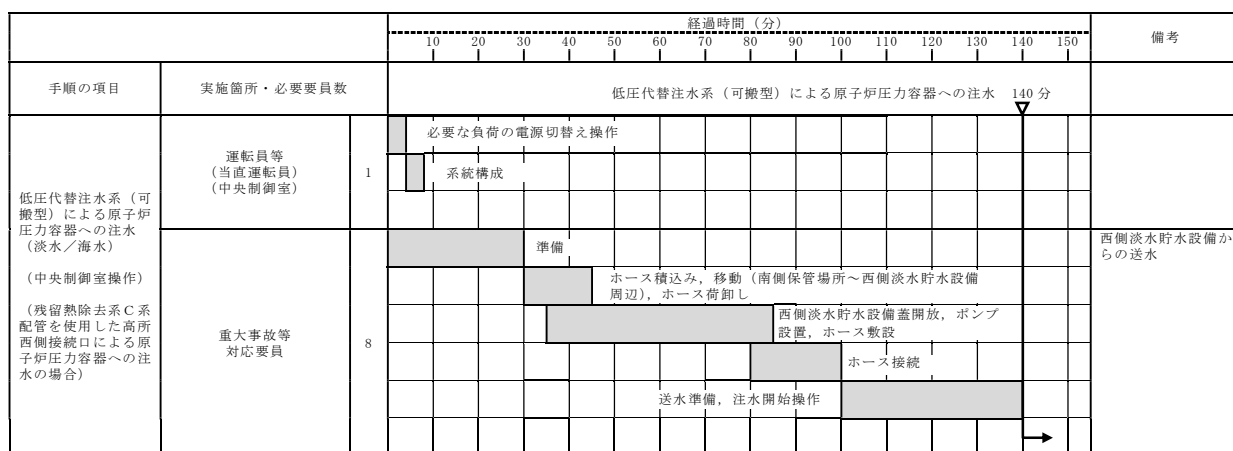 経過時間（分）
備考
10 20 30 40 50 60 70 80 90 100 110 120 130 140 150
手順の項目
実施箇所・必要要員数
低圧代替注水系（可搬型）による原子炉圧力容器への注水 140 分
低圧代替注水系（可
搬型）による原子炉
圧力容器への注水
（淡水／海水）
（中央制御室操作）
（残留熱除去系Ｃ系
配管を使用した高所
西側接続口による原
子炉圧力容器への注
水の場合）
運転員等
（当直運転員）
（中央制御室）
1
必要な負荷の電源切替え操作
系統構成
重大事故等
対応要員
8
準備
ホース積込み，移動（南側保管場所～西側淡水貯水設備
周辺），ホース荷卸し
西側淡水貯水設備蓋開放，ポンプ
設置，ホース敷設
ホース接続
送水準備，注水開始操作
西側淡水貯水設備か
らの送水